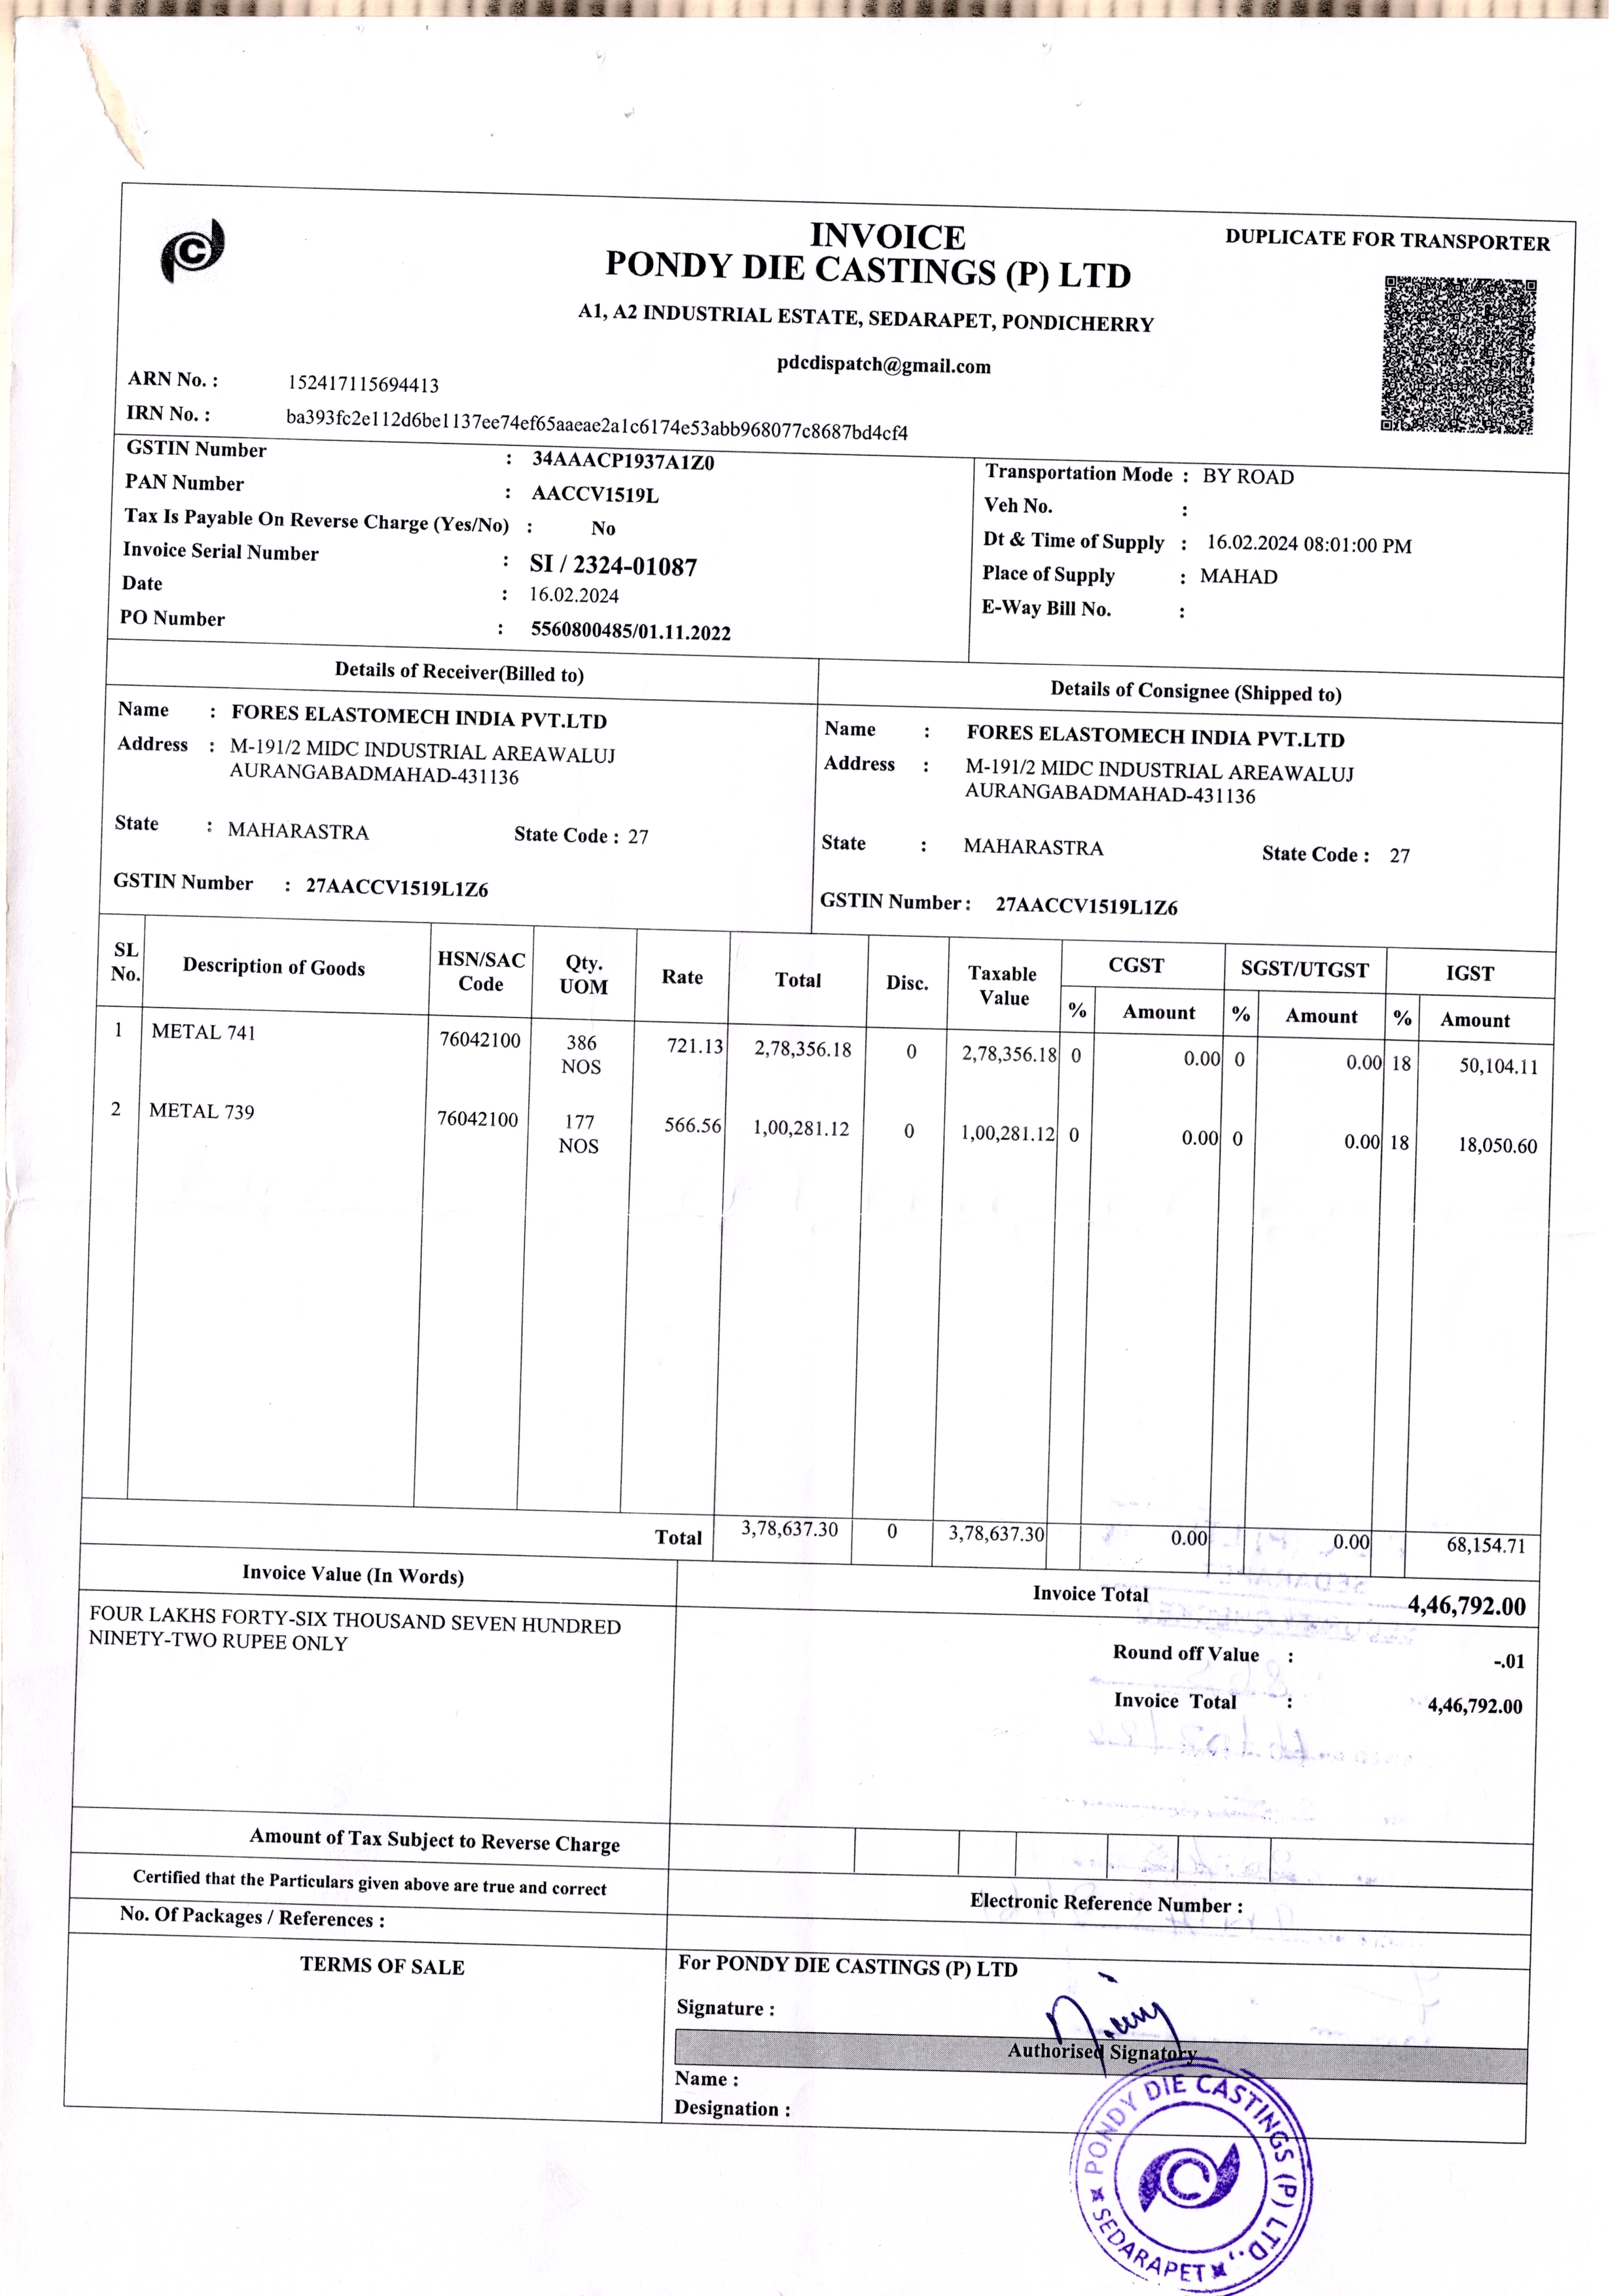 INVOICE
DUPLICATE FOR TRANSPORTER
PONDY DIE CASTINGS (P) LTD
A1, A2 INDUSTRIAL ESTATE, SEDARAPET, PONDICHERRY
pdcdispatch@gmail.com
ARN No. : 152417115694413
IRN No. : ba393fc2e112d6be1137ee74ef65aaeae2a1c6174e53abb968077c8687bd4cf4
GSTIN Number : 34AAACP1937A1Z0
PAN Number : AACCV1519L
Tax Is Payable On Reverse Charge (Yes/No) : No
Invoice Serial Number : SI / 2324-01087
Date : 16.02.2024
PO Number : 5560800485/01.11.2022
Transportation Mode : BY ROAD
Veh No. :
Dt & Time of Supply : 16.02.2024 08:01:00 PM
Place of Supply : MAHAD
E-Way Bill No. :
Details of Receiver(Billed to)
Name : FORES ELASTOMECH INDIA PVT.LTD
Address : M-191/2 MIDC INDUSTRIAL AREAWALUJ
AURANGABADMAHAD-431136
State : MAHARASTRA State Code : 27
GSTIN Number : 27AACCV1519L1Z6
Details of Consignee (Shipped to)
Name : FORES ELASTOMECH INDIA PVT.LTD
Address : M-191/2 MIDC INDUSTRIAL AREAWALUJ
AURANGABADMAHAD-431136
State : MAHARASTRA State Code : 27
GSTIN Number : 27AACCV1519L1Z6
SL No. Description of Goods HSN/SAC Code Qty. UOM Rate Total Disc. Taxable Value CGST SGST/UTGST IGST
% Amount % Amount % Amount
1 METAL 741 76042100 386 721.13 2,78,356.18 0 2,78,356.18 0 0.00 0 0.00 18 50,104.11
NOS
2 METAL 739 76042100 177 566.56 1,00,281.12 0 1,00,281.12 0 0.00 0 0.00 18 18,050.60
NOS
Total 3,78,637.30 0 3,78,637.30 0.00 0.00 68,154.71
Invoice Value (In Words)
FOUR LAKHS FORTY-SIX THOUSAND SEVEN HUNDRED
NINETY-TWO RUPEE ONLY
Invoice Total 4,46,792.00
Round off Value : -.01
Invoice Total : 4,46,792.00
Amount of Tax Subject to Reverse Charge
Certified that the Particulars given above are true and correct
Electronic Reference Number :
No. Of Packages / References :
TERMS OF SALE
For PONDY DIE CASTINGS (P) LTD
Signature :
Authorised Signatory
Name :
Designation :
PONDY DIE CASTINGS (P) LTD.,
SEDARAPET